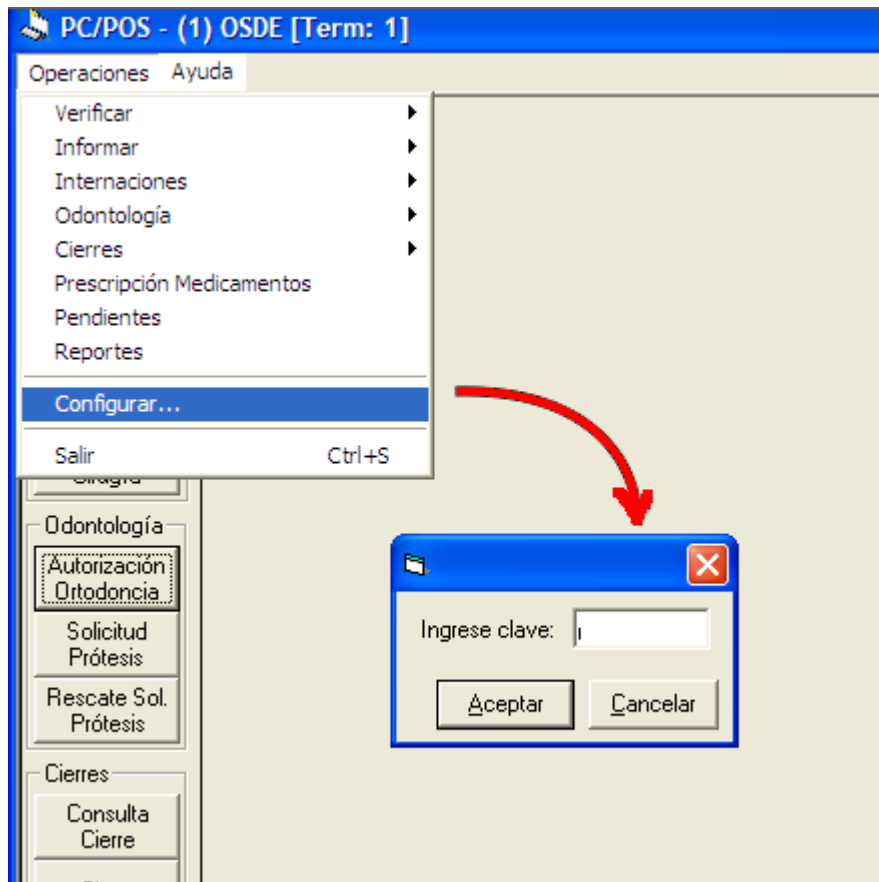 PC/POS - (1) OSDE [Term: 1]
Operaciones Ayuda
Verificar
Informar
Internaciones
Odontología
Cierres
Prescripción Medicamentos
Pendientes
Reportes
Configurar...
Salir Ctrl+S
Odontología
Autorización
Ortodoncia
Solicitud
Prótesis
Rescate Sol.
Prótesis
Cierres
Consulta
Cierre
Ingrese clave:
Aceptar Cancelar